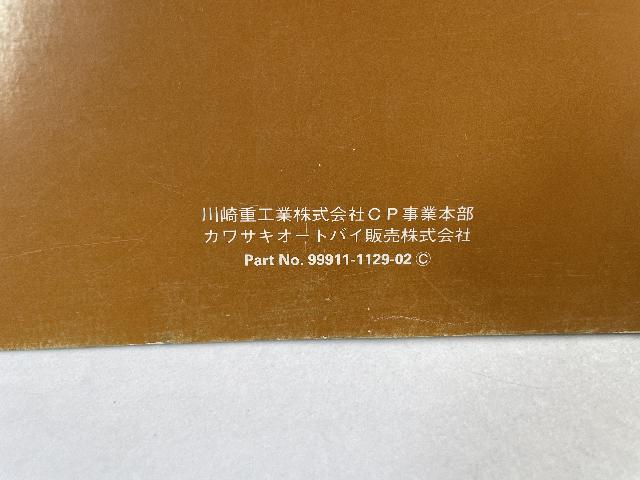 川崎重工業株式会社CP事業本部
カワサキオートバイ販売株式会社
Part No. 99911-1129-02 Ⓒ